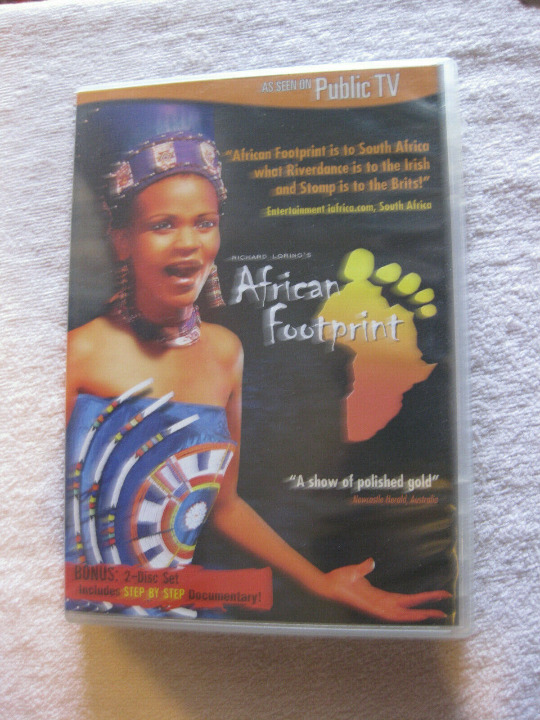 AS SEEN ON Public TV
"African Footprint is to South Africa
what Riverdance is to the Irish
and Stomp is to the Brits!"
Entertainment iafrica.com, South Africa
RICHARD LORING'S
African
Footprint
"A show of polished gold"
Newcastle Herald, Australia
BONUS: 2-Disc Set
Includes STEP BY STEP Documentary!